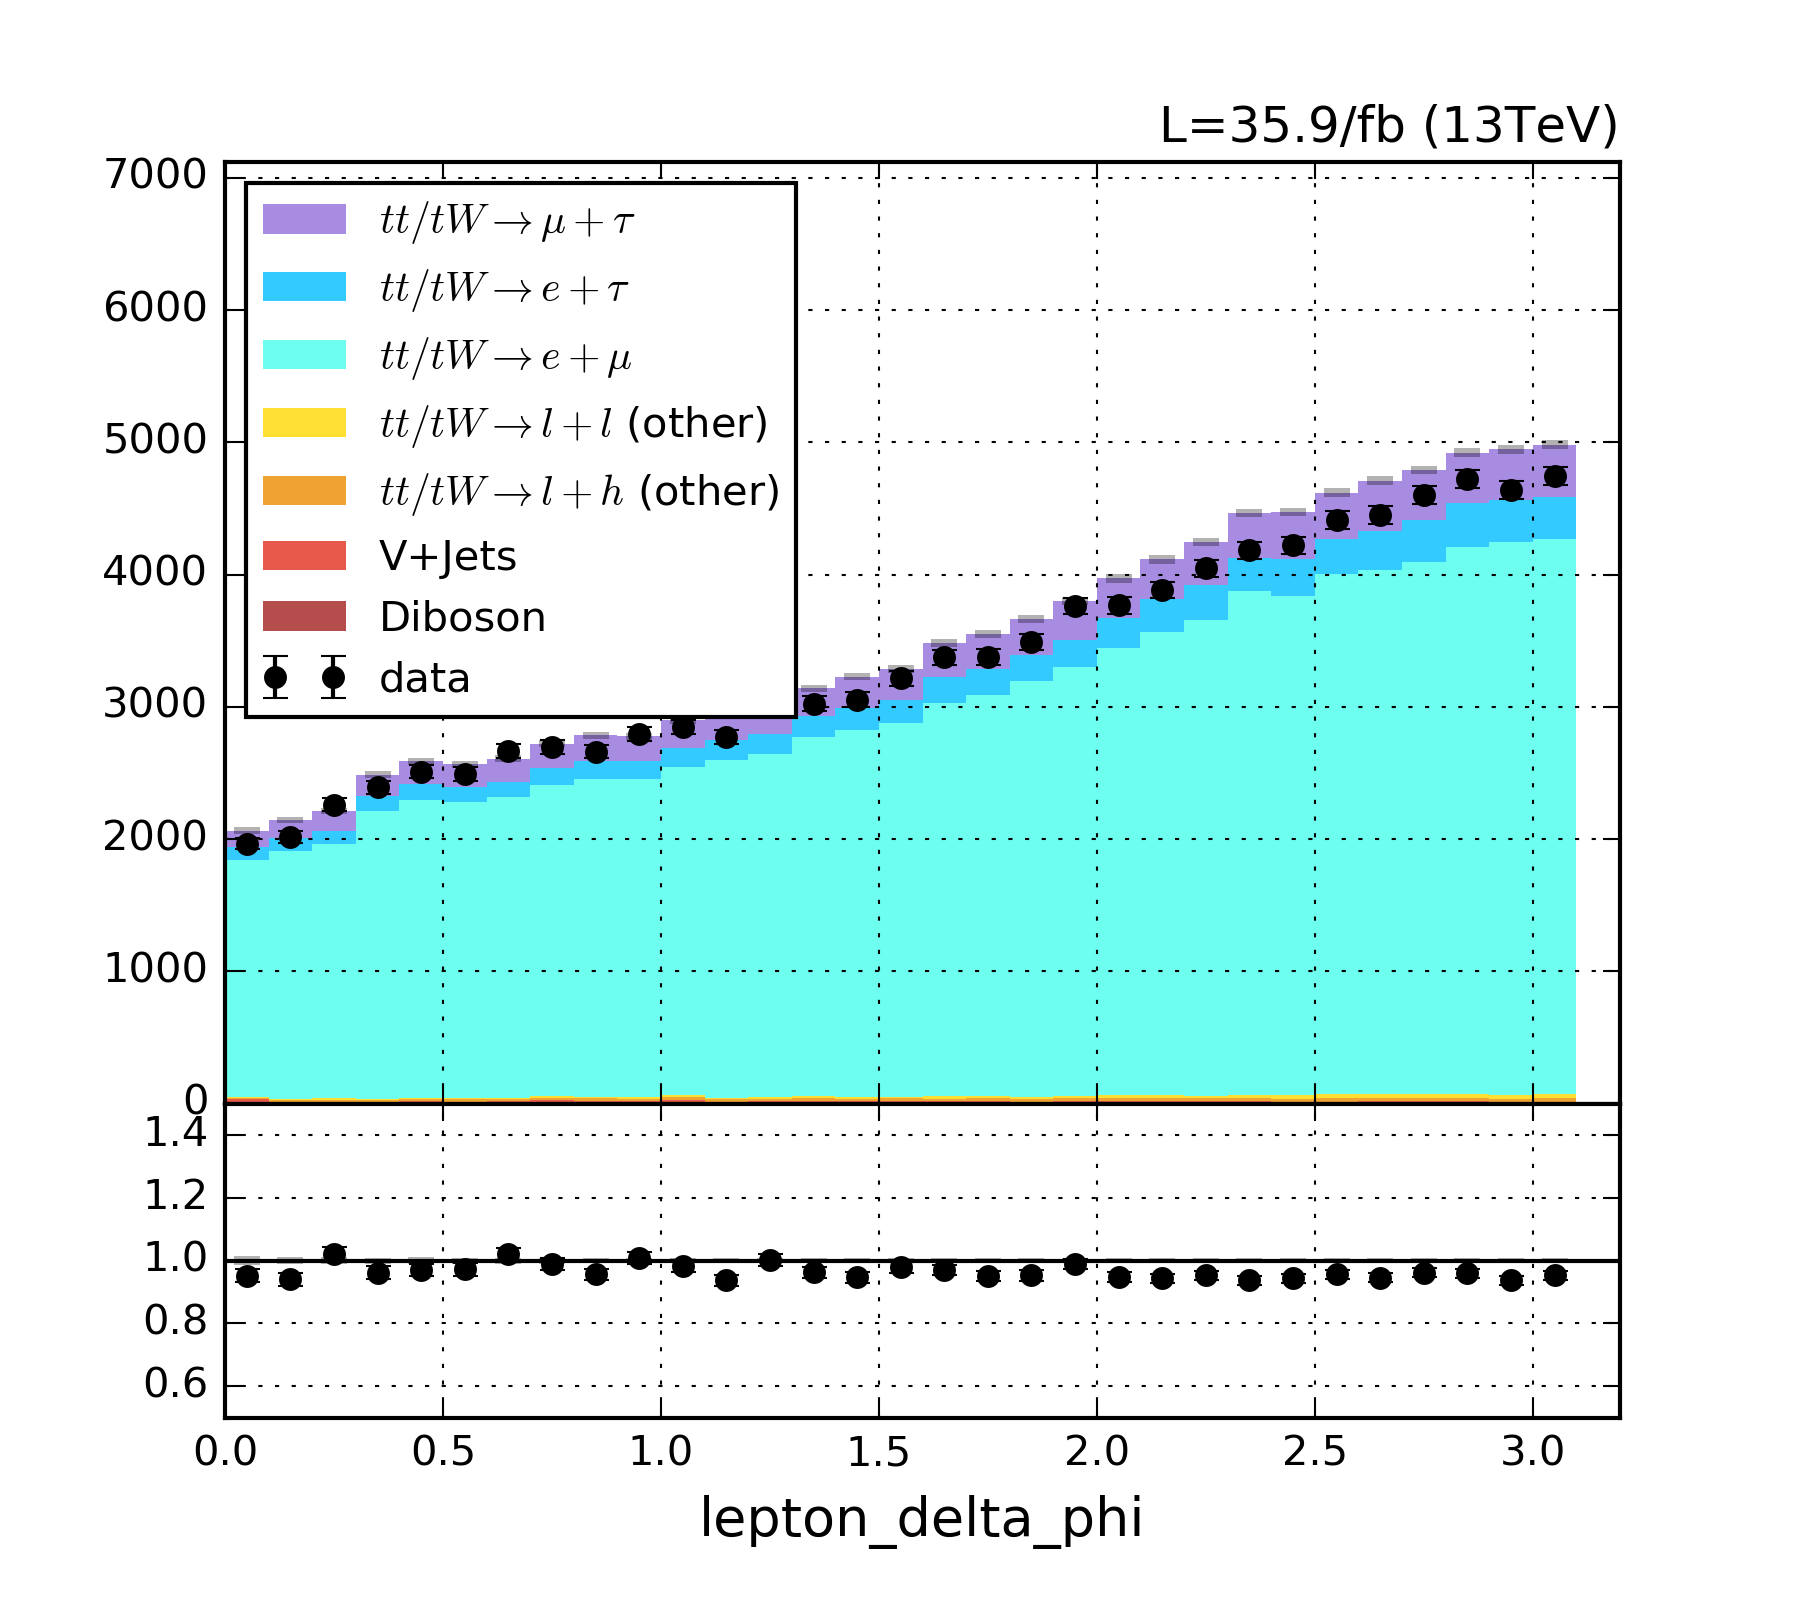 L=35.9/fb (13TeV)
7000
6000
5000
4000
3000
2000
1000
0
tt/tW → μ + τ
tt/tW → e + τ
tt/tW → e + μ
tt/tW → l + l (other)
tt/tW → l + h (other)
V+Jets
Diboson
data
1.4
1.2
1.0
0.8
0.6
0.0 0.5 1.0 1.5 2.0 2.5 3.0
lepton_delta_phi